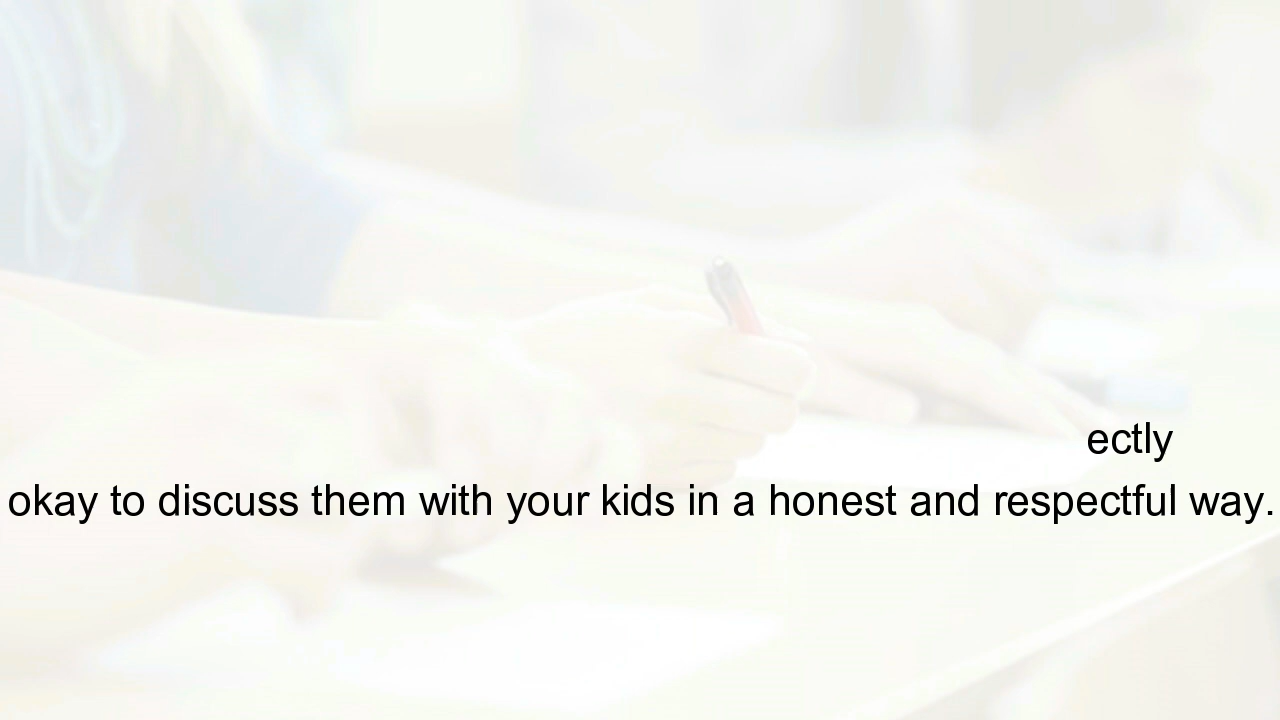 ectly
okay to discuss them with your kids in a honest and respectful way.